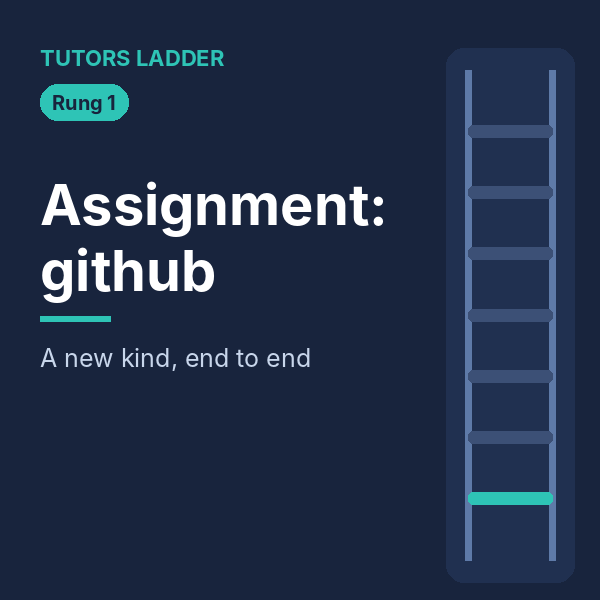 TUTORS LADDER
Rung 1
Assignment:
github
A new kind, end to end